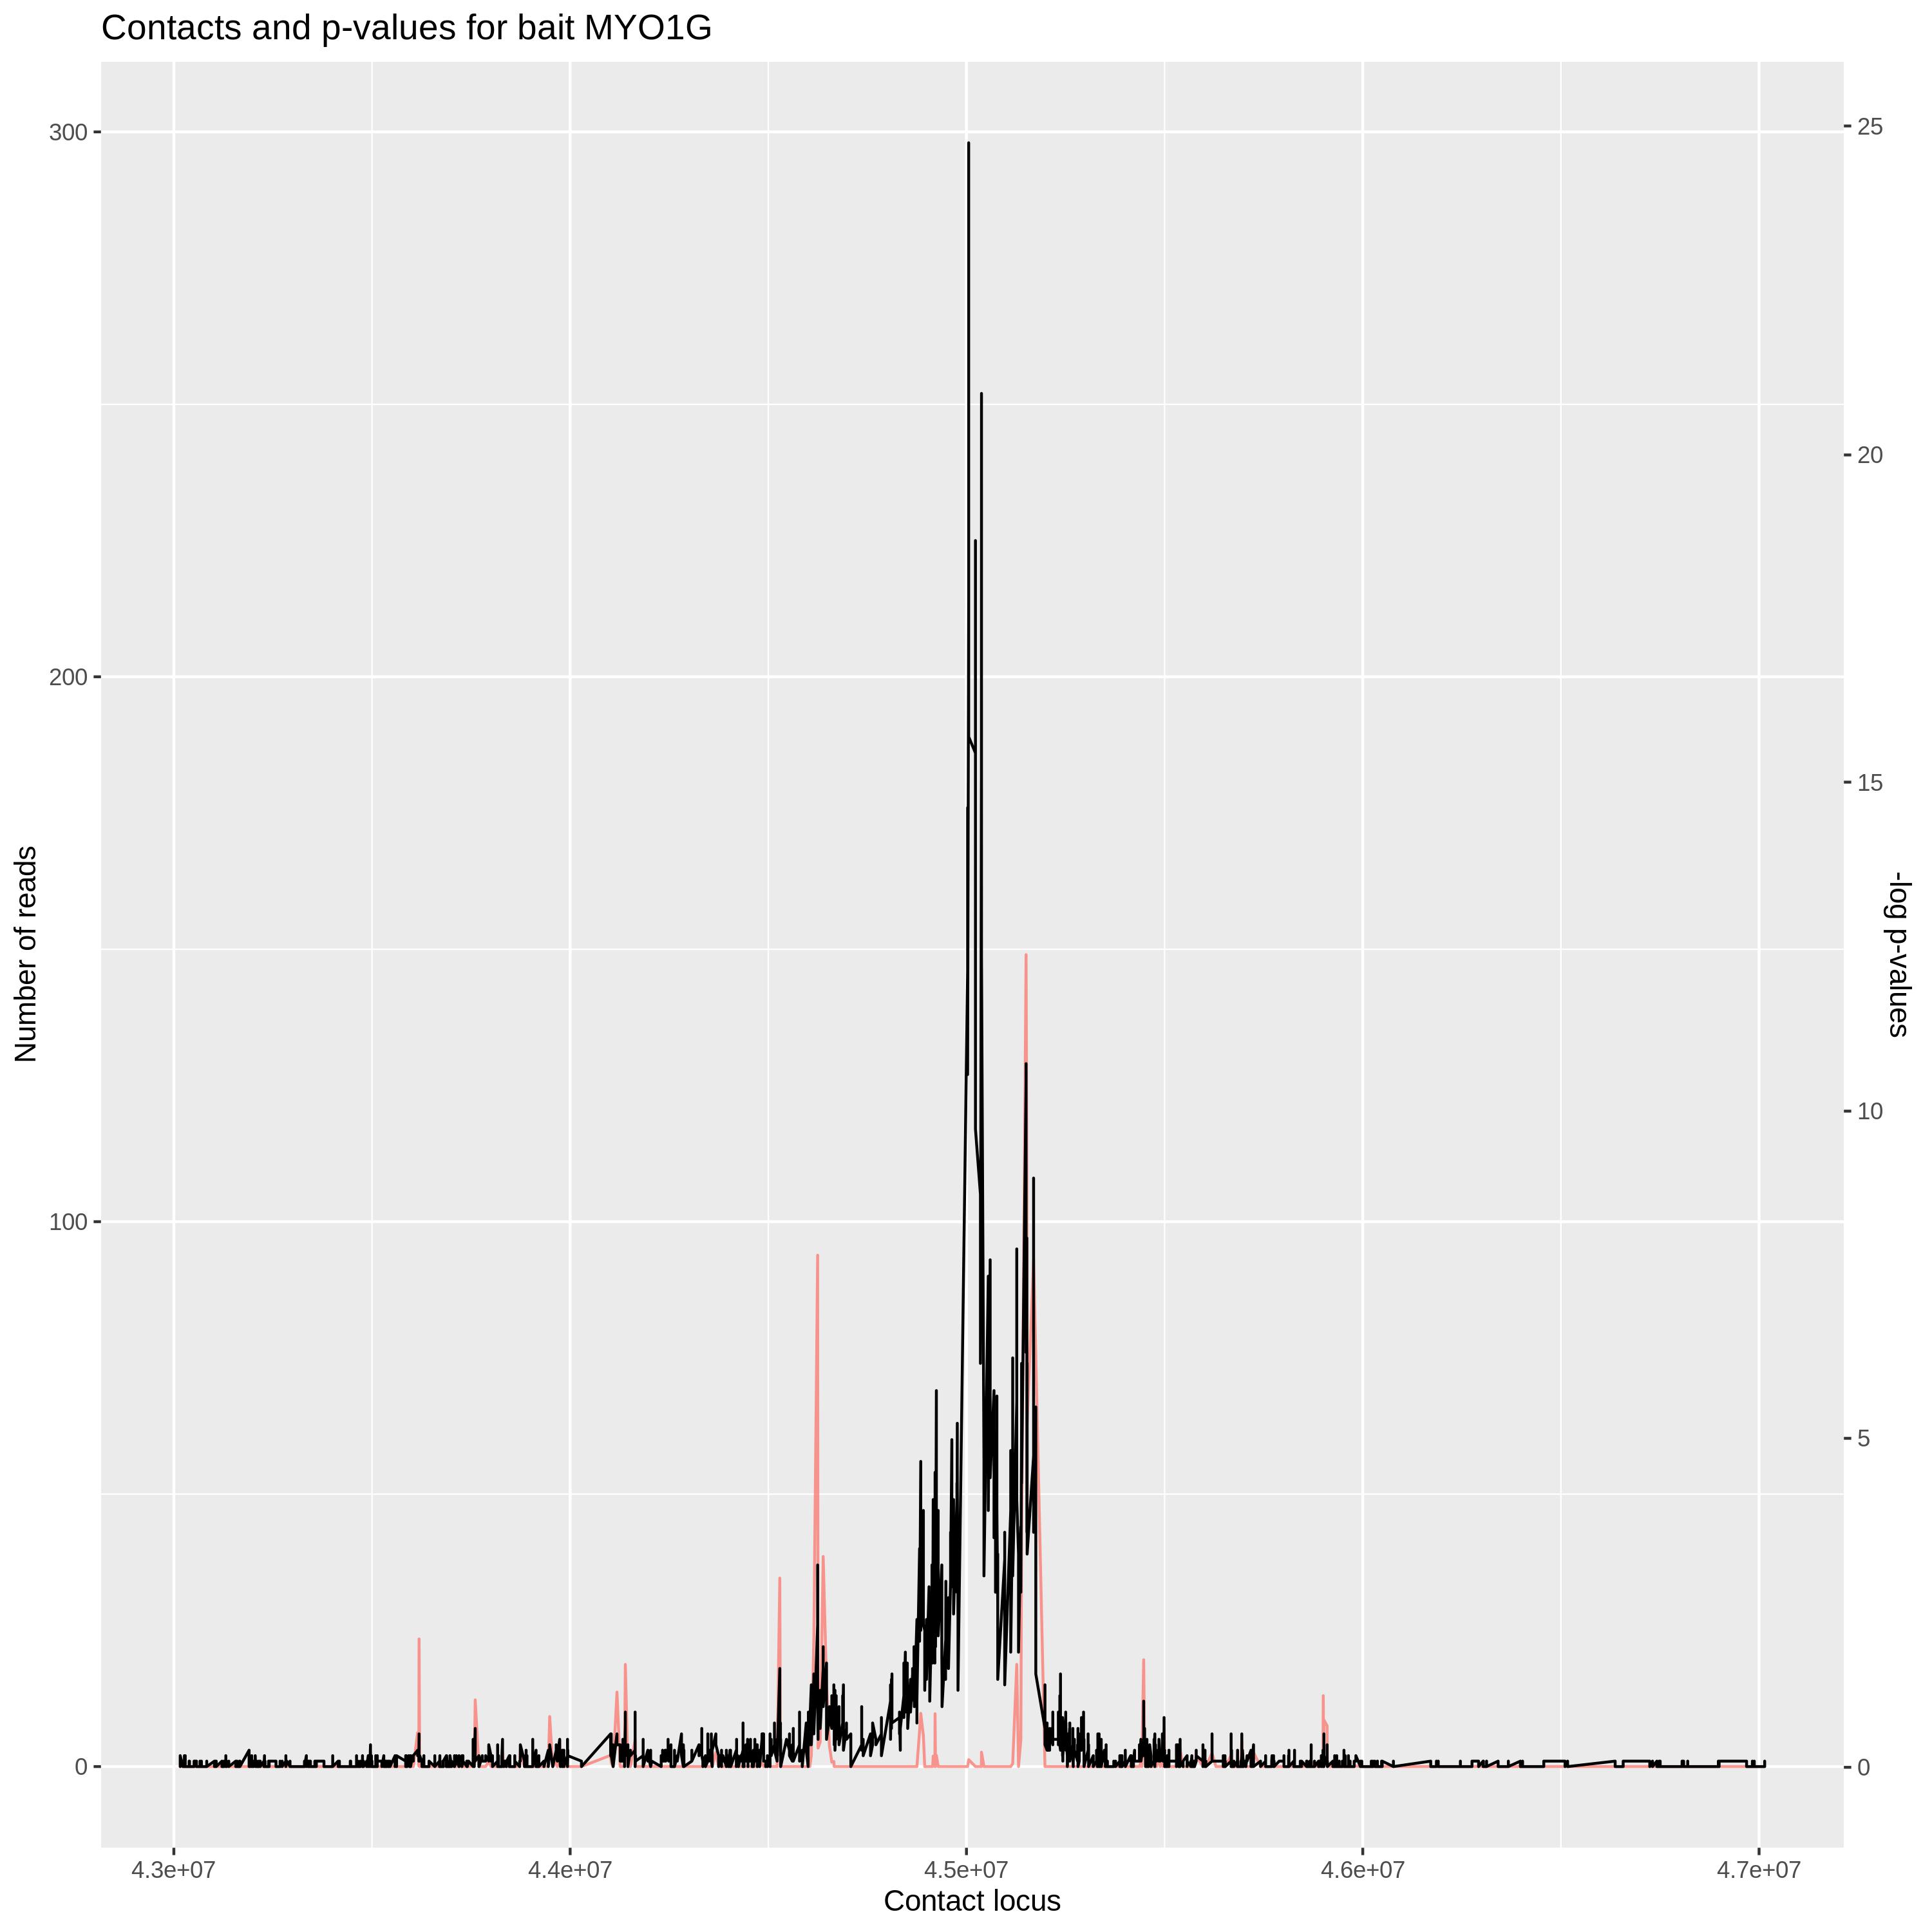 Contacts and p-values for bait MYO1G
300
200
100
0
Number of reads
25
20
15
10
5
0
-log p-values
4.3e+07
4.4e+07
4.5e+07
4.6e+07
4.7e+07
Contact locus